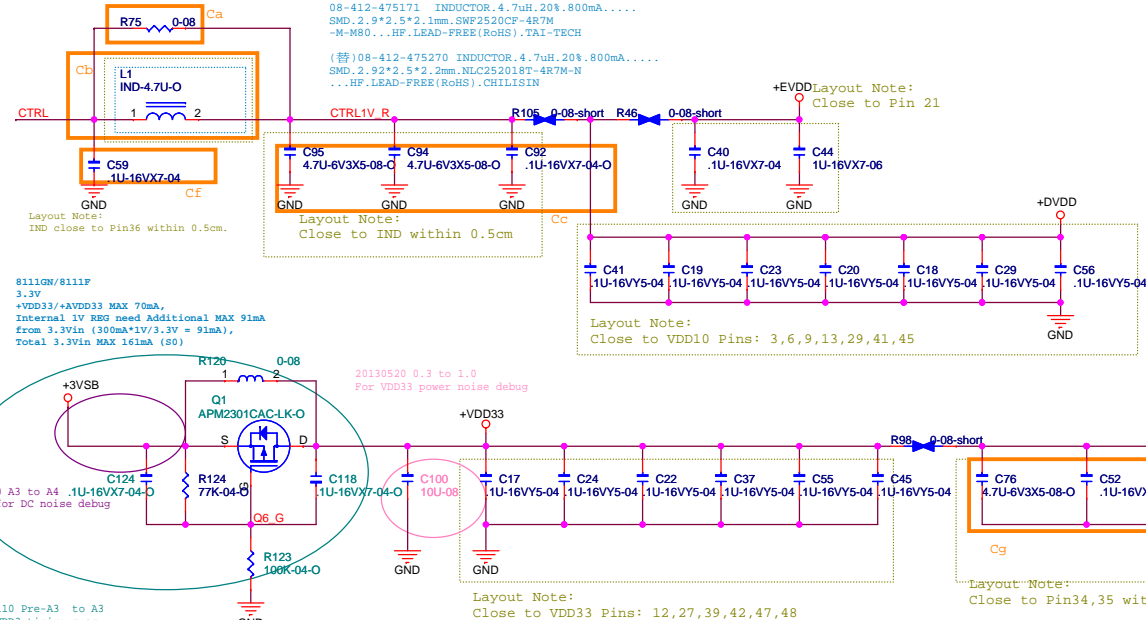 08-412-475171 INDUCTOR.4.7uH.20%.800mA.....
SMD.2.9*2.5*2.1mm.SWF2520CF-4R7M
-M-M80...HF.LEAD-FREE(RoHS).TAI-TECH
(替)08-412-475270 INDUCTOR.4.7uH.20%.800mA.....
SMD.2.92*2.5*2.2mm.NLC252018T-4R7M-N
...HF.LEAD-FREE(RoHS).CHILISIN
Ca
R75 0-08
Cb
L1
IND-4.7U-O
CTRL
1 2
CTRL1V_R
R105 0-08-short
R46 0-08-short
+EVDD
Layout Note:
Close to Pin 21
C59
.1U-16VX7-04
GND
Cf
Layout Note:
IND close to Pin36 within 0.5cm.
C95
4.7U-6V3X5-08-O
GND
C94
4.7U-6V3X5-08-O
GND
C92
.1U-16VX7-04-O
GND
Cc
Layout Note:
Close to IND within 0.5cm
C40
.1U-16VX7-04
GND
C44
1U-16VX7-06
GND
+DVDD
C41
.1U-16VY5-04
C19
.1U-16VY5-04
C23
.1U-16VY5-04
C20
.1U-16VY5-04
C18
.1U-16VY5-04
C29
.1U-16VY5-04
C56
.1U-16VY5-04
GND
Layout Note:
Close to VDD10 Pins: 3,6,9,13,29,41,45
8111GN/8111F
3.3V
+VDD33/+AVDD33 MAX 70mA,
Internal 1V REG need Additional MAX 91mA
from 3.3Vin (300mA*1V/3.3V = 91mA),
Total 3.3Vin MAX 161mA (S0)
R120 0-08
1 2
+3VSB
Q1
APM2301CAC-LK-O
S D
G
20130520 0.3 to 1.0
For VDD33 power noise debug
+VDD33
C124
.1U-16VX7-04-O
R124
77K-04-O
C118
.1U-16VX7-04-O
A3 to A4
for DC noise debug
Q6_G
R123
100K-04-O
GND
C100
10U-08
GND
C17
.1U-16VY5-04
GND
C24
.1U-16VY5-04
C22
.1U-16VY5-04
C37
.1U-16VY5-04
C55
.1U-16VY5-04
C45
.1U-16VY5-04
R98 0-08-short
C76
4.7U-6V3X5-08-O
C52
.1U-16VX
Cg
Layout Note:
Close to VDD33 Pins: 12,27,39,42,47,48
Layout Note:
Close to Pin34,35 wit
10 Pre-A3 to A3